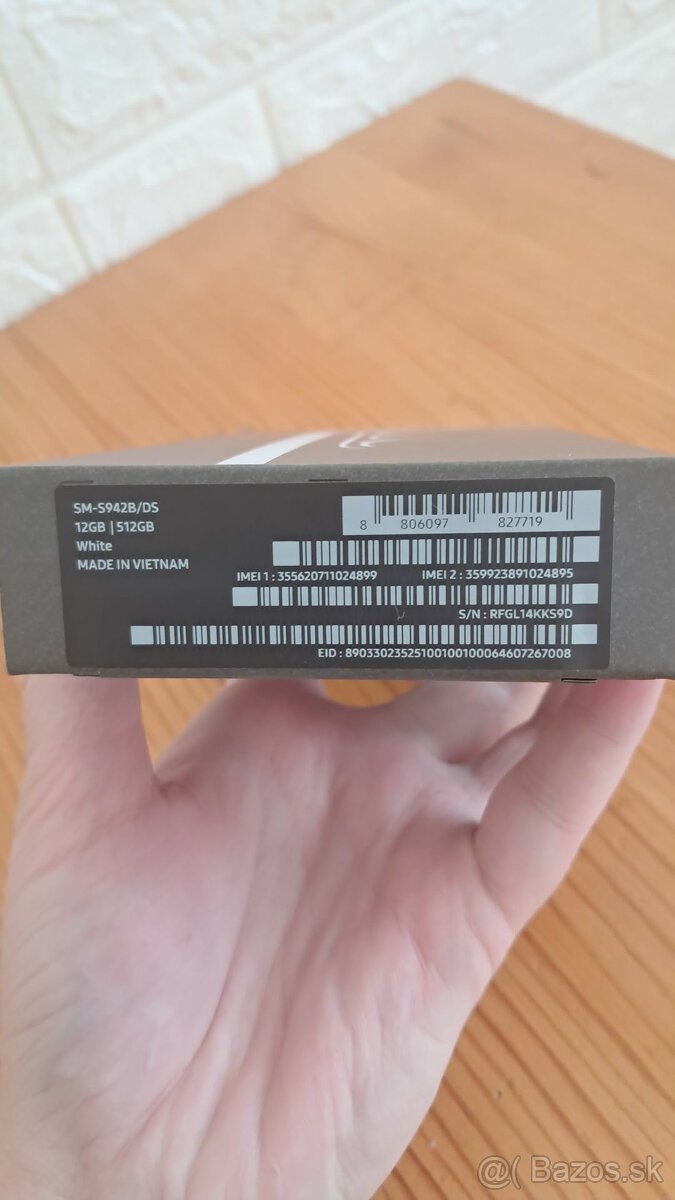 SM-S942B/DS
12GB | 512GB
White
MADE IN VIETNAM
8 806097 827719
IMEI 1 : 355620711024899 IMEI 2 : 359923891024895
S/N : RFGL14KKS9D
EID : 89033023525100100100064607267008
@( Bazos.sk